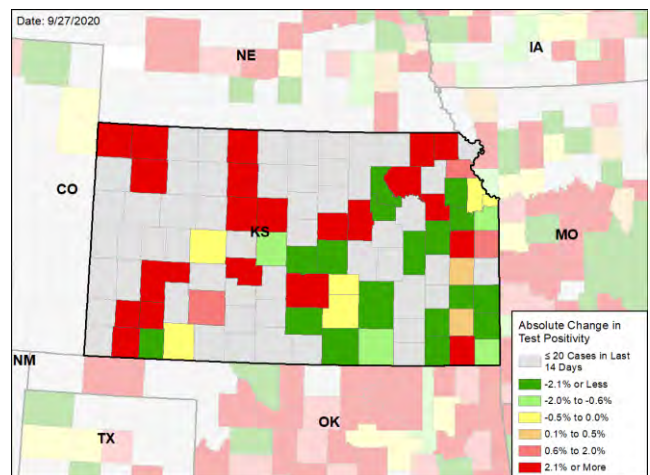 Date: 9/27/2020
NE
IA
CO
KS
MO
NM
OK
TX
Absolute Change in
Test Positivity
≤ 20 Cases in Last
14 Days
-2.1% or Less
-2.0% to -0.6%
-0.5% to 0.0%
0.1% to 0.5%
0.6% to 2.0%
2.1% or More